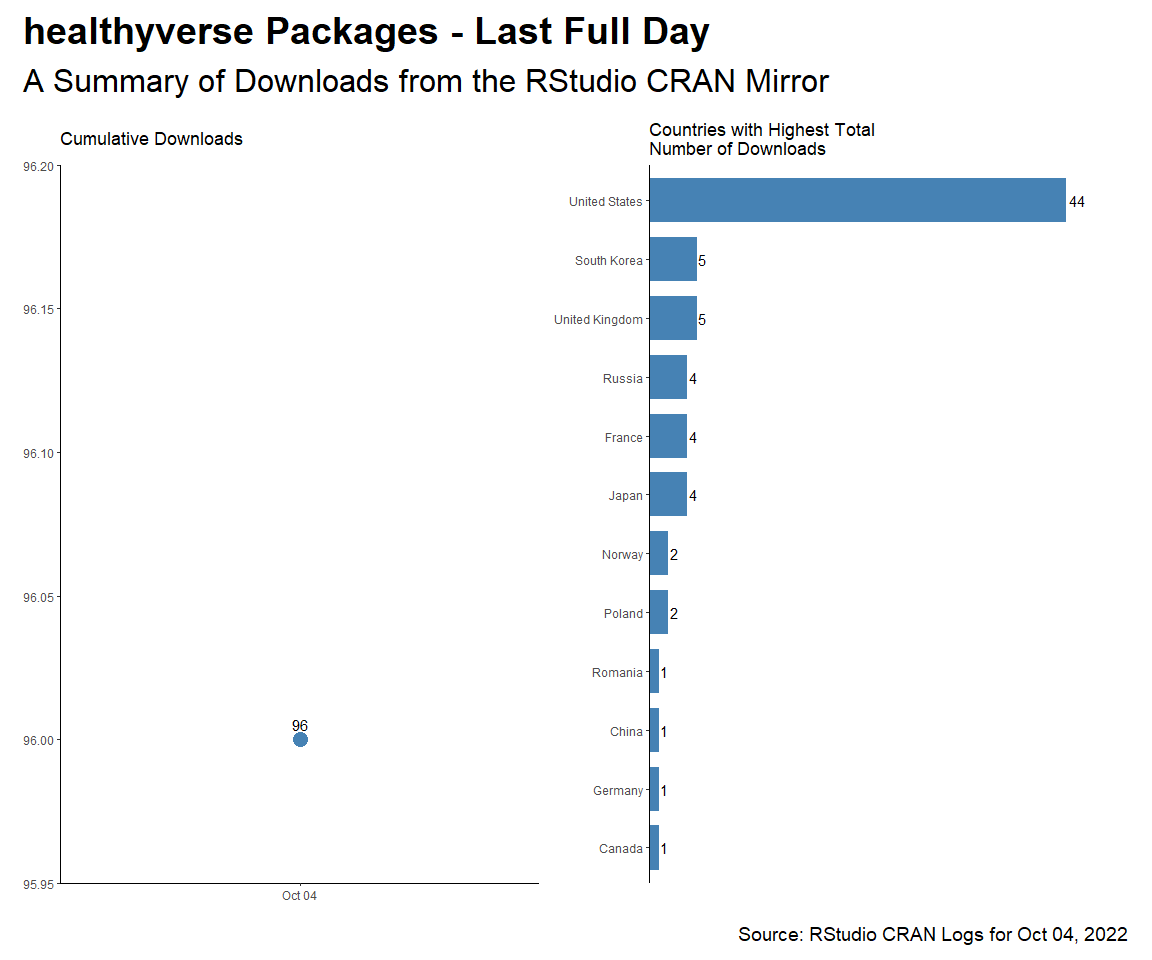 healthyverse Packages - Last Full Day
A Summary of Downloads from the RStudio CRAN Mirror
Cumulative Downloads
96.20
96.15
96.10
96.05
96.00
95.95
96
Oct 04
Countries with Highest Total
Number of Downloads
United States 44
South Korea 5
United Kingdom 5
Russia 4
France 4
Japan 4
Norway 2
Poland 2
Romania 1
China 1
Germany 1
Canada 1
Source: RStudio CRAN Logs for Oct 04, 2022